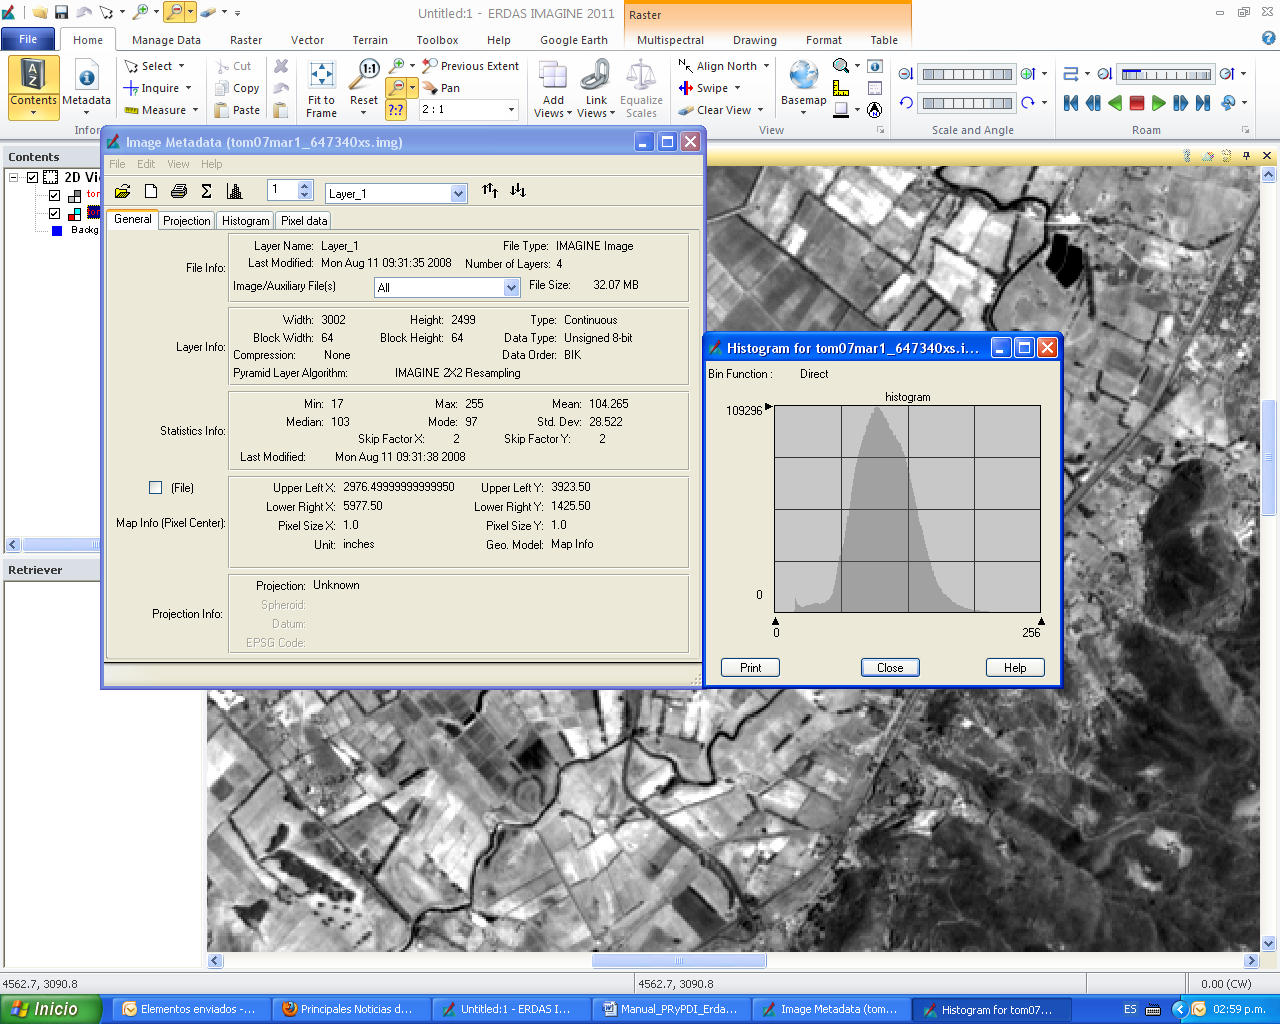 Untitled:1 - ERDAS IMAGINE 2011
Raster
File Home Manage Data Raster Vector Terrain Toolbox Help Google Earth Multispectral Drawing Format Table
Contents
Metadata
Select
Inquire
Measure
Cut
Copy
Paste
Fit to Frame
1:1
Reset
?:?
Previous Extent
Pan
2 : 1
Add Views
Link Views
Equalize Scales
Align North
Swipe
Clear View
Basemap
View
Scale and Angle
Roam
Contents
2D Vi
Backg
Retriever
Image Metadata (tom07mar1_647340xs.img)
File Edit View Help
1
Layer_1
General Projection Histogram Pixel data
File Info:
Layer Name: Layer_1 File Type: IMAGINE Image
Last Modified: Mon Aug 11 09:31:35 2008 Number of Layers: 4
Image/Auxiliary File(s) All File Size: 32.07 MB
Layer Info:
Width: 3002 Height: 2499 Type: Continuous
Block Width: 64 Block Height: 64 Data Type: Unsigned 8-bit
Compression: None Data Order: BIK
Pyramid Layer Algorithm: IMAGINE 2X2 Resampling
Statistics Info:
Min: 17 Max: 255 Mean: 104.265
Median: 103 Mode: 97 Std. Dev: 28.522
Skip Factor X: 2 Skip Factor Y: 2
Last Modified: Mon Aug 11 09:31:38 2008
(File)
Map Info (Pixel Center):
Upper Left X: 2976.49999999999950 Upper Left Y: 3923.50
Lower Right X: 5977.50 Lower Right Y: 1425.50
Pixel Size X: 1.0 Pixel Size Y: 1.0
Unit: inches Geo. Model: Map Info
Projection Info:
Projection: Unknown
Spheroid:
Datum:
EPSG Code:
Histogram for tom07mar1_647340xs.i...
Bin Function : Direct
histogram
109296
0
0 256
Print Close Help
4562.7, 3090.8 4562.7, 3090.8 0.00 (CW)
Inicio
Elementos enviados -...
Principales Noticias d...
Untitled:1 - ERDAS I...
Manual_PRyPDI_Erda...
Image Metadata (tom...
Histogram for tom07...
ES
02:59 p.m.